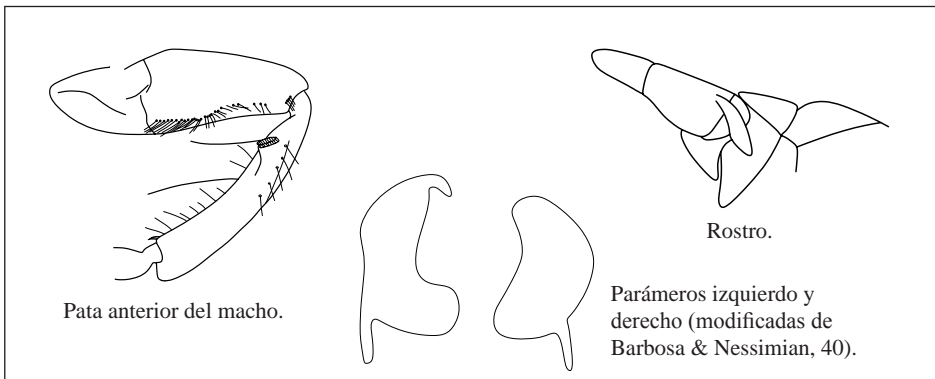 Pata anterior del macho.
Rostro.
Parámeros izquierdo y
derecho (modificadas de
Barbosa & Nessimian, 40).